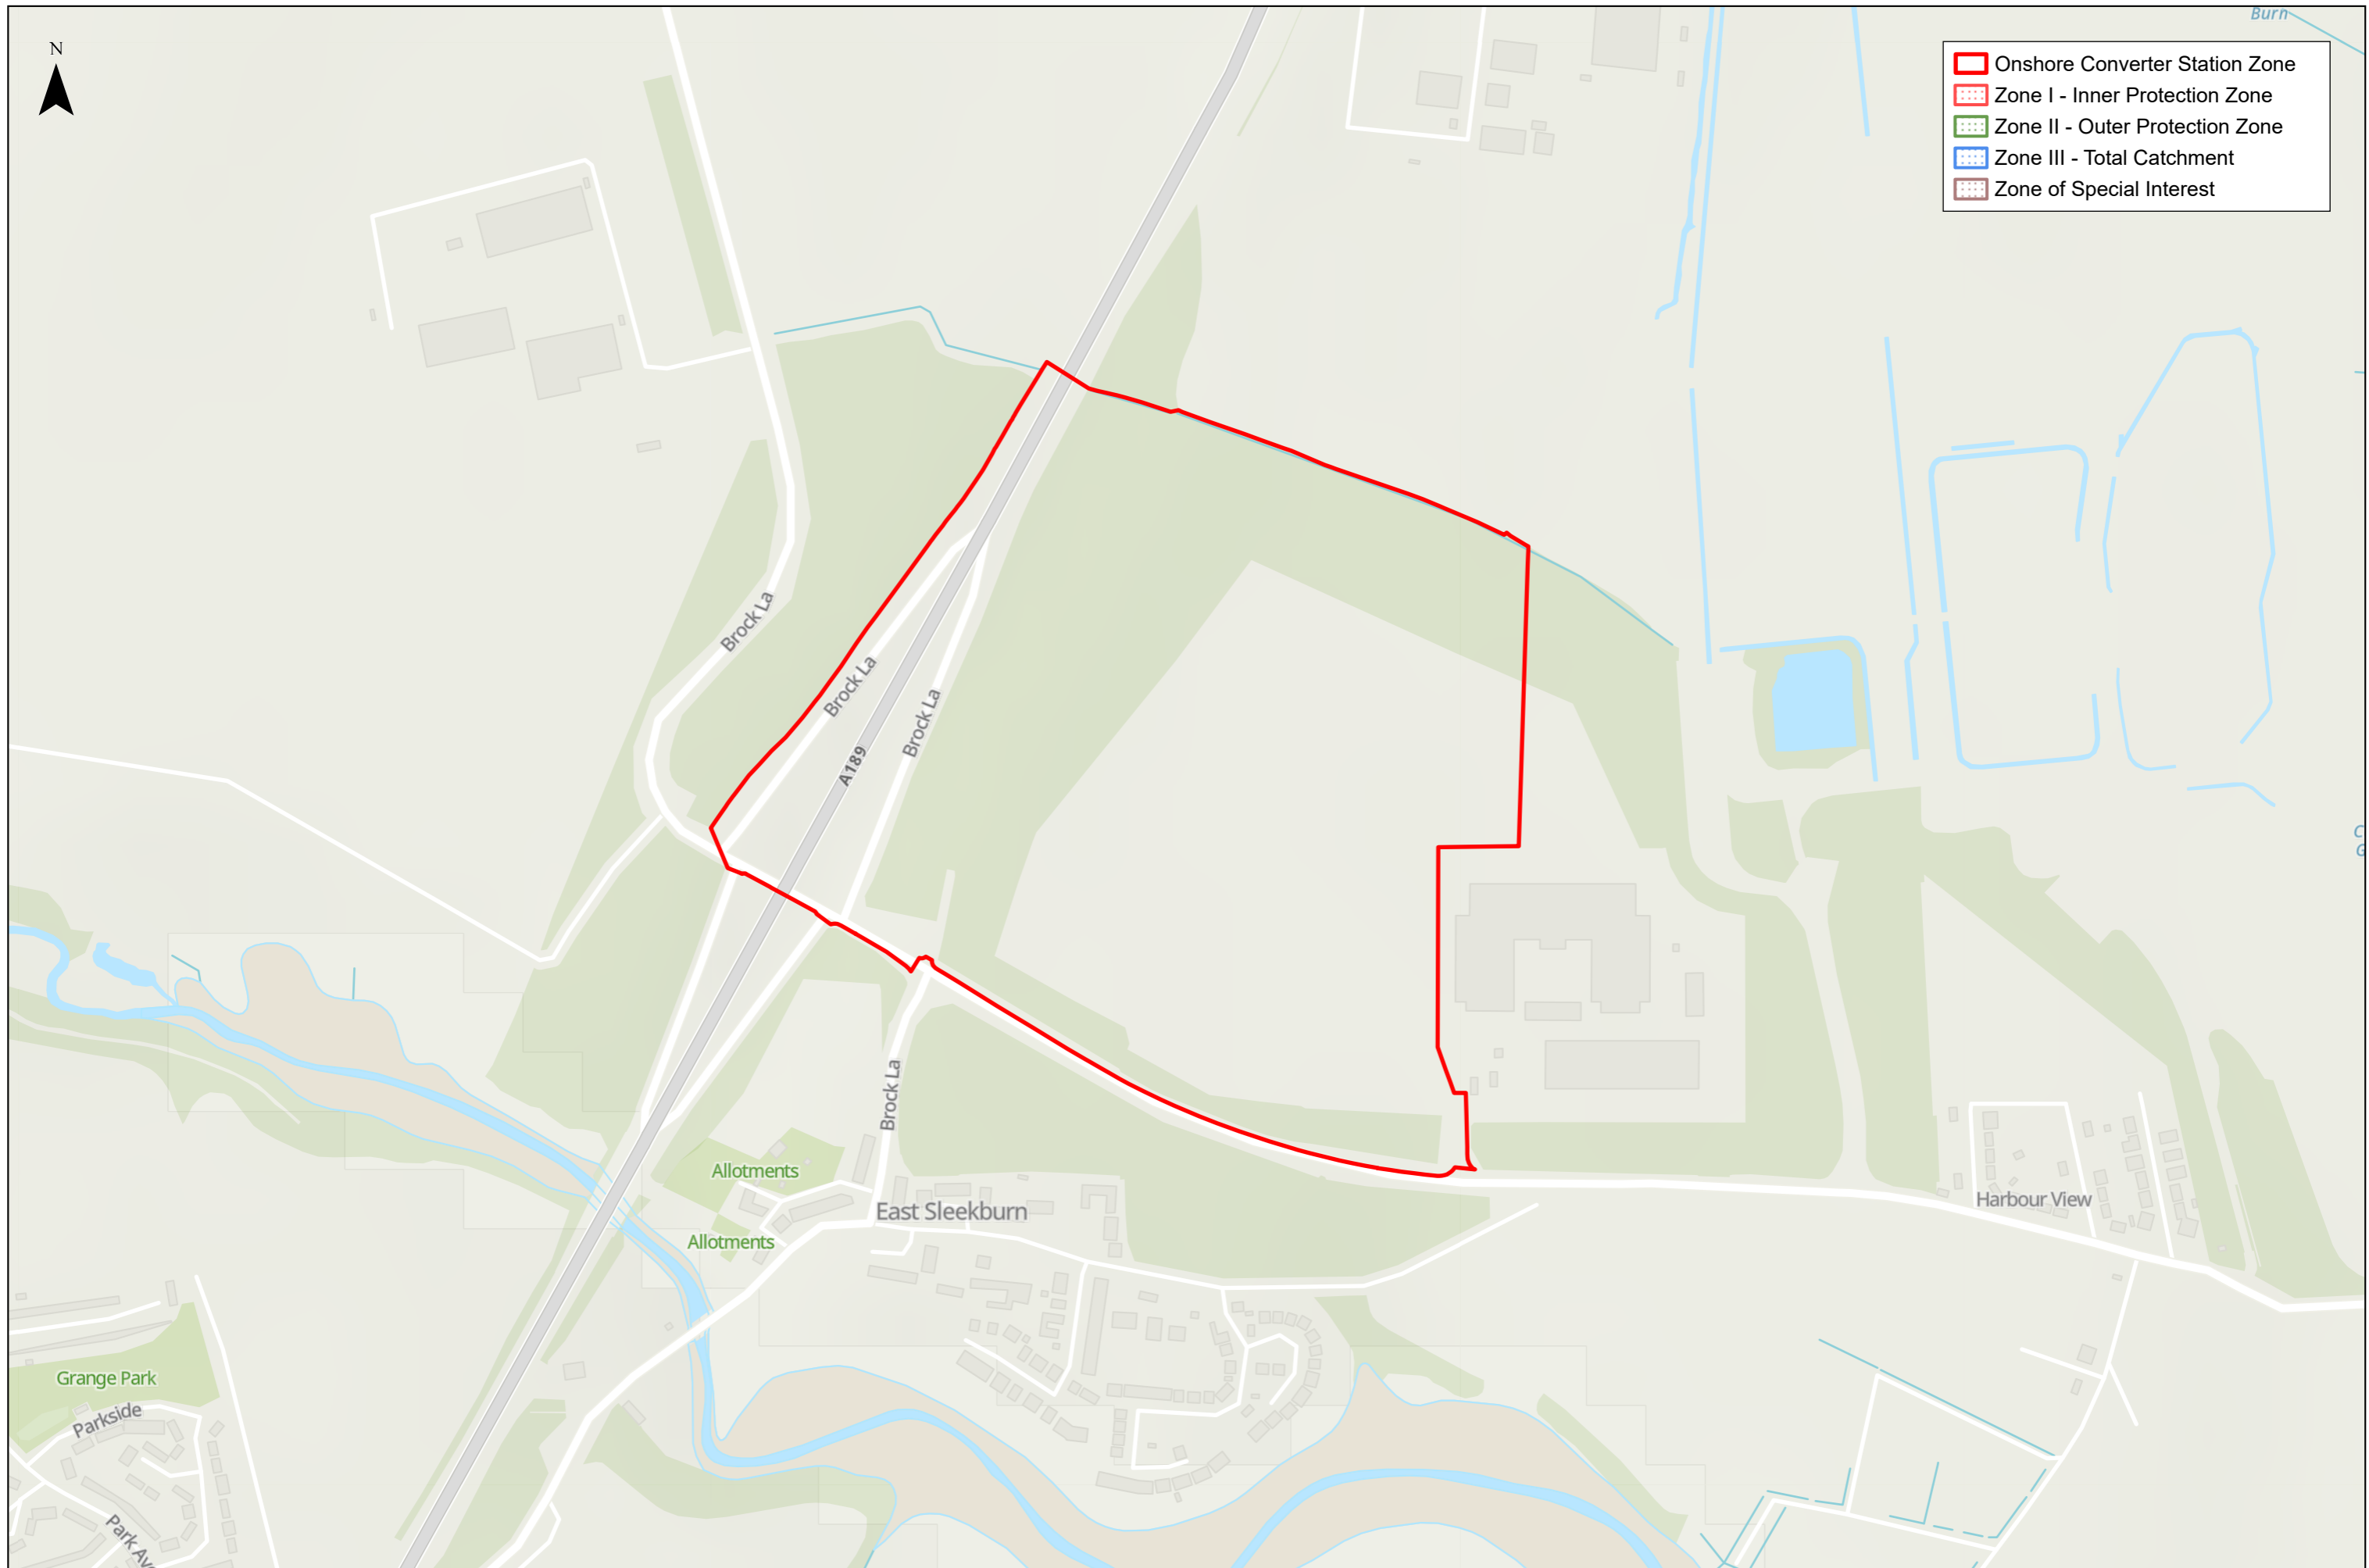 Burn
N
Onshore Converter Station Zone
Zone I - Inner Protection Zone
Zone II - Outer Protection Zone
Zone III - Total Catchment
Zone of Special Interest
Brock La
Brock La
Brock La
A189
C
G
Brock La
Allotments
Harbour View
East Sleekburn
Allotments
Grange Park
Parkside
Park Av